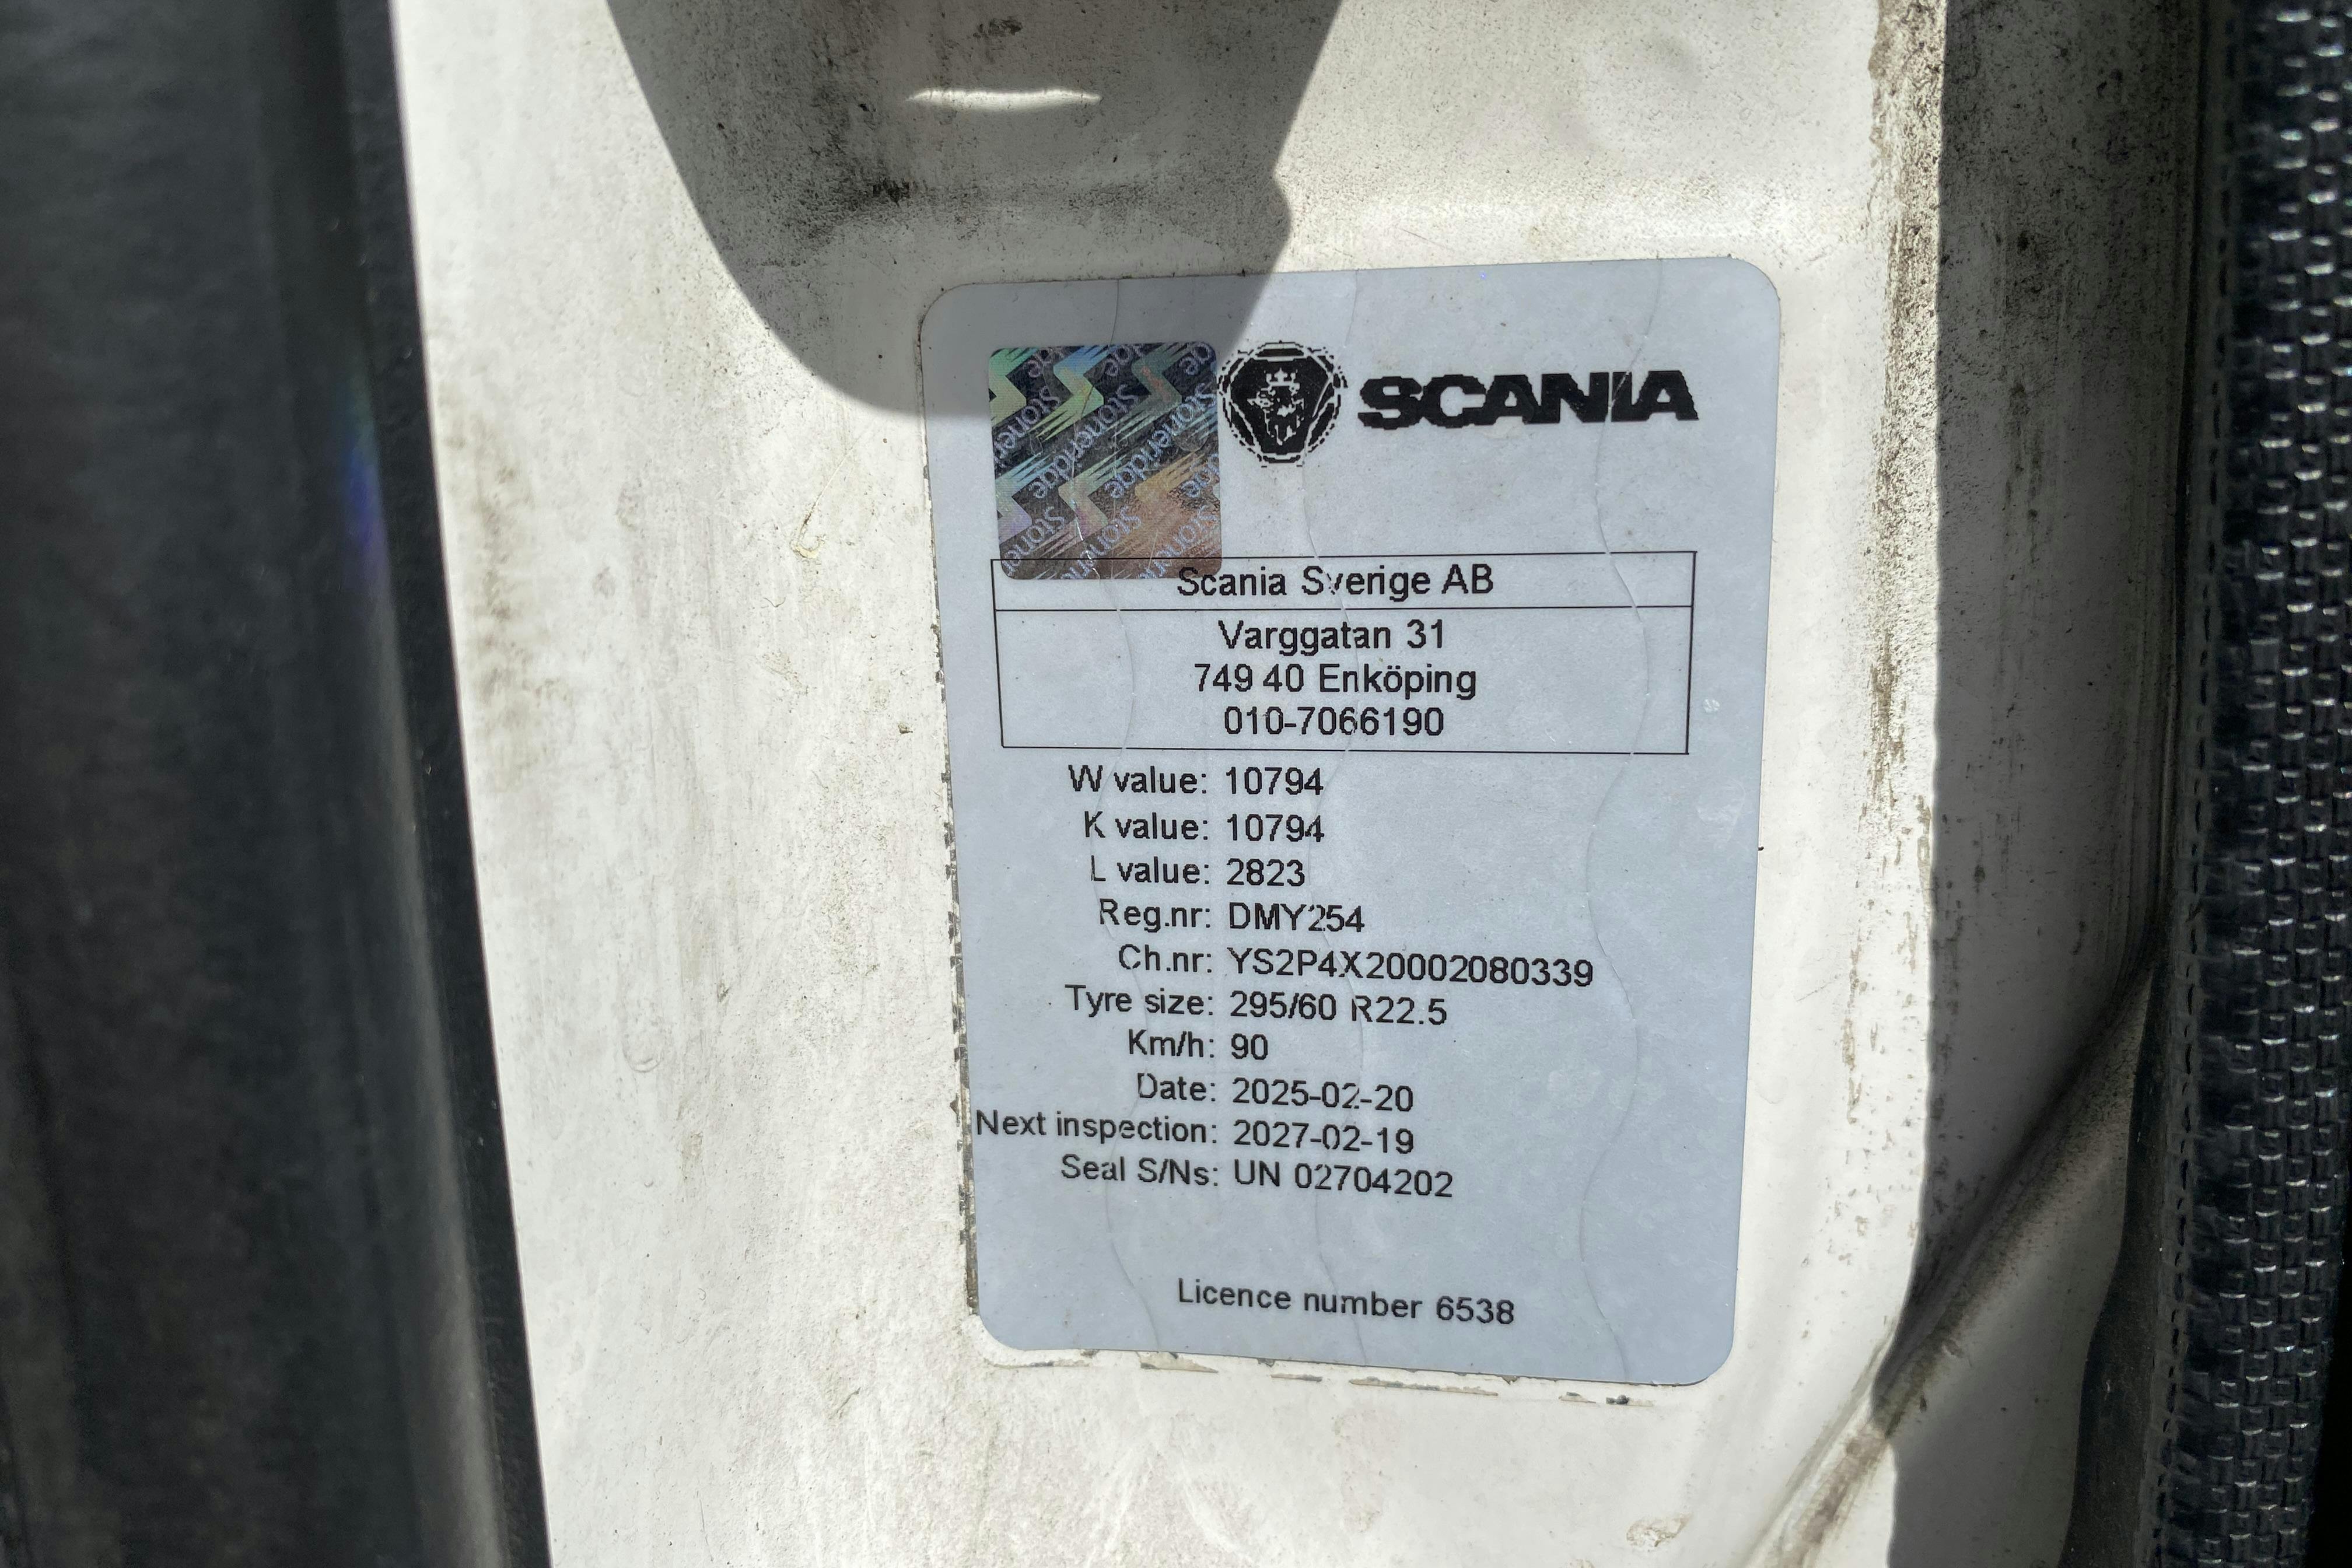 SCANIA
Stoneridge
Scania Sverige AB
Varggatan 31
749 40 Enköping
010-7066190
W value: 10794
K value: 10794
L value: 2823
Reg.nr: DMY254
Ch.nr: YS2P4X20002080339
Tyre size: 295/60 R22.5
Km/h: 90
Date: 2025-02-20
Next inspection: 2027-02-19
Seal S/Ns: UN 02704202
Licence number 6538